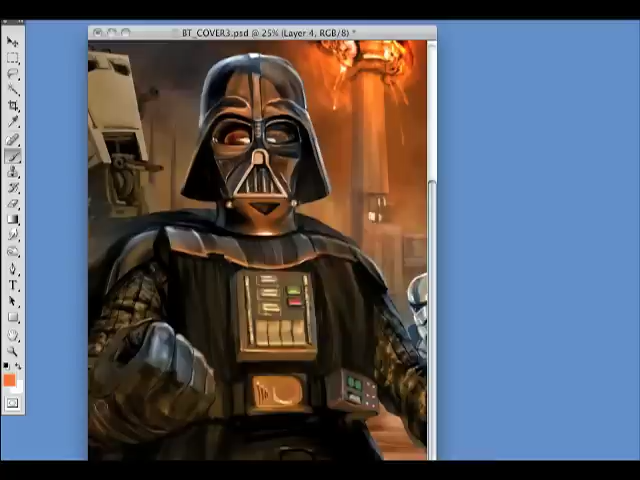 BT_COVER3.psd @ 25% (Layer 4, RGB/8) *
T